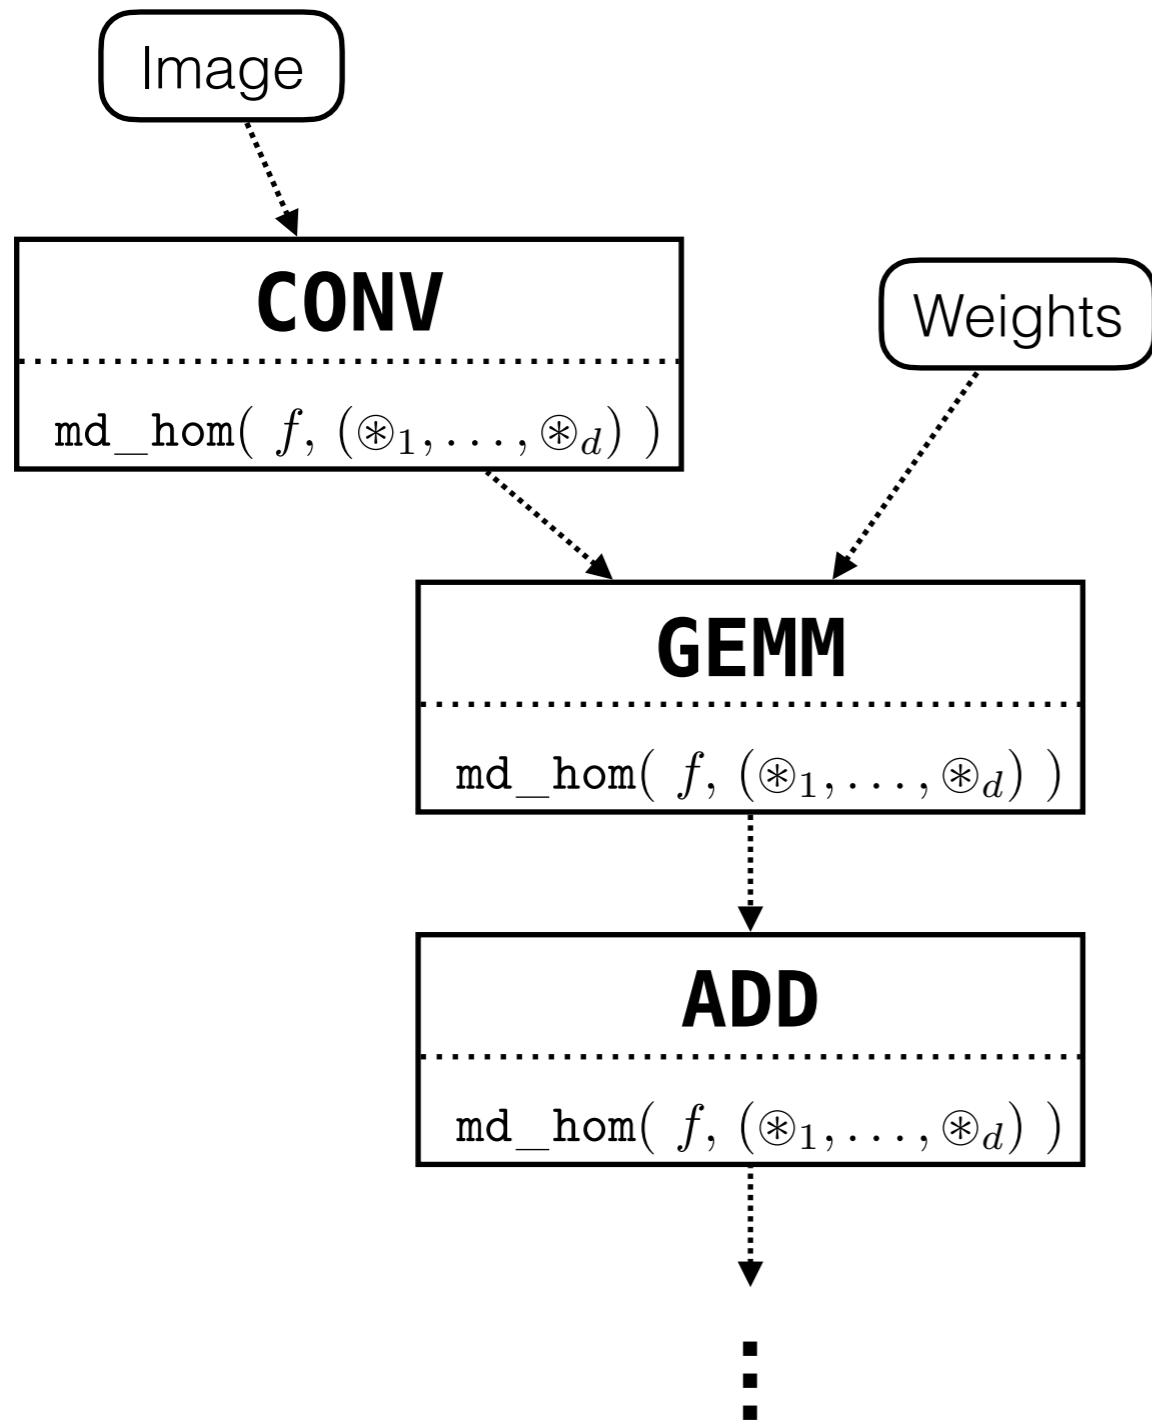 Image
CONV
md_hom( f, (⊛₁,...,⊛_d) )
Weights
GEMM
md_hom( f, (⊛₁,...,⊛_d) )
ADD
md_hom( f, (⊛₁,...,⊛_d) )